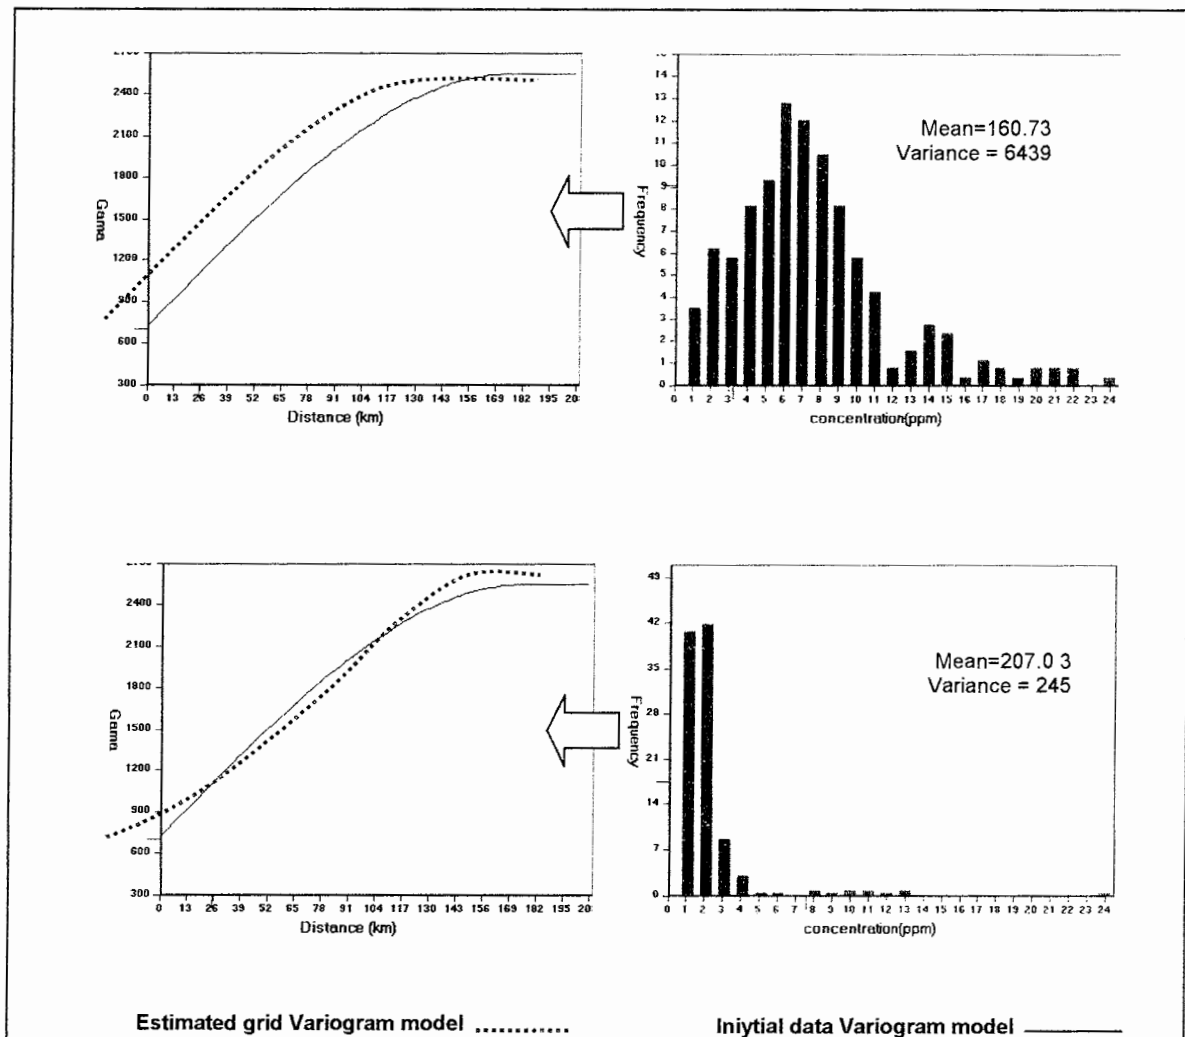 2700
2400
2100
1800
1500
1200
900
600
300
Gama
0 13 26 39 52 65 78 91 104 117 130 143 156 169 182 195 20
Distance (km)
15
14
13
12
11
10
9
8
7
6
5
4
3
2
1
0
Frequency
Mean=160.73
Variance = 6439
0 1 2 3 4 5 6 7 8 9 10 11 12 13 14 15 16 17 18 19 20 21 22 23 24
concentration(ppm)
2400
2100
1800
1500
1200
900
600
300
Gama
0 13 26 39 52 65 78 91 104 117 130 143 156 169 182 195 20
Distance (km)
49
42
35
28
21
14
7
0
Frequency
Mean=207.0 3
Variance = 245
0 1 2 3 4 5 6 7 8 9 10 11 12 13 14 15 16 17 18 19 20 21 22 23 24
concentration(ppm)
Estimated grid Variogram model
Iniytial data Variogram model